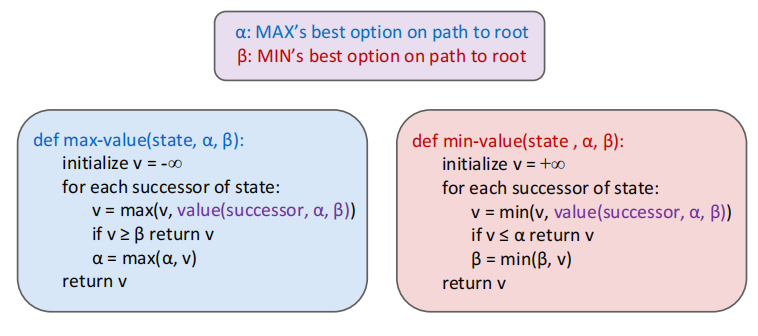 α: MAX's best option on path to root
β: MIN's best option on path to root
def max-value(state, α, β):
initialize v = -∞
for each successor of state:
v = max(v, value(successor, α, β))
if v ≥ β return v
α = max(α, v)
return v
def min-value(state , α, β):
initialize v = +∞
for each successor of state:
v = min(v, value(successor, α, β))
if v ≤ α return v
β = min(β, v)
return v